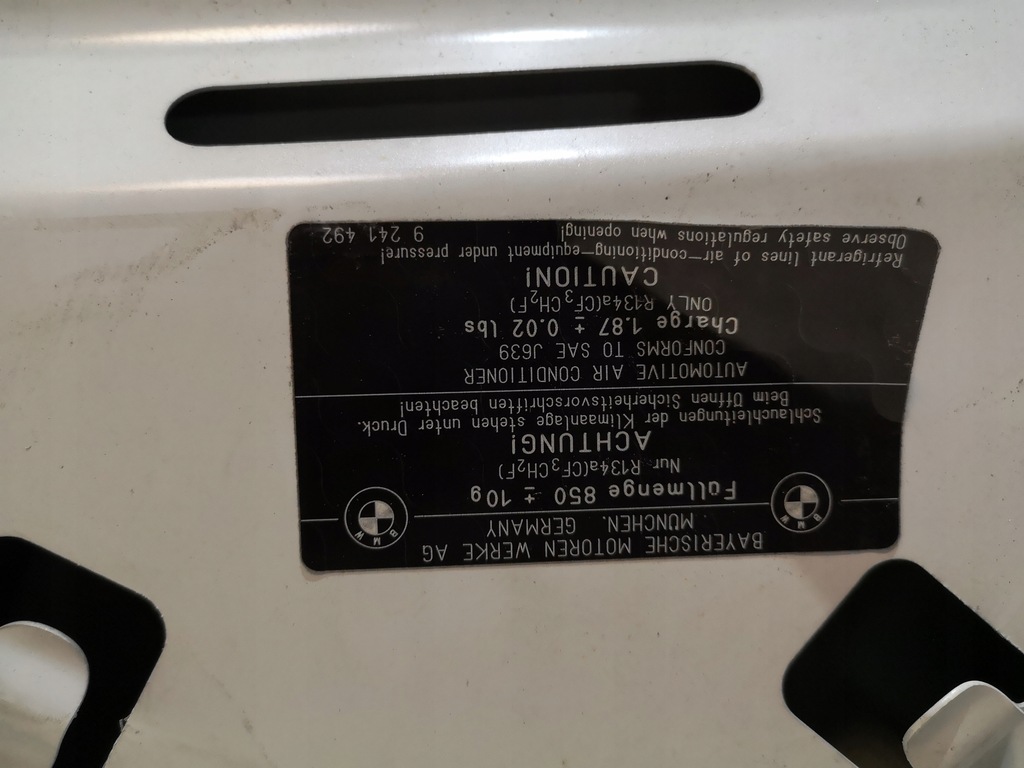 BAYERISCHE MOTOREN WERKE AG
MÜNCHEN, GERMANY
BMW
BMW
Füllmenge 850 ± 10g
Nur R134a(CF3CH2F)
ACHTUNG!
Schlauchleitungen der Klimaanlage stehen unter Druck.
Beim Öffnen Sicherheitsvorschriften beachten!
AUTOMOTIVE AIR CONDITIONER
CONFORMS TO SAE J639
Charge 1.87 ± 0.02 lbs
ONLY R134a(CF3CH2F)
CAUTION!
Refrigerant lines of air-conditioning-equipment under pressure!
Observe safety regulations when opening!
9 241 492